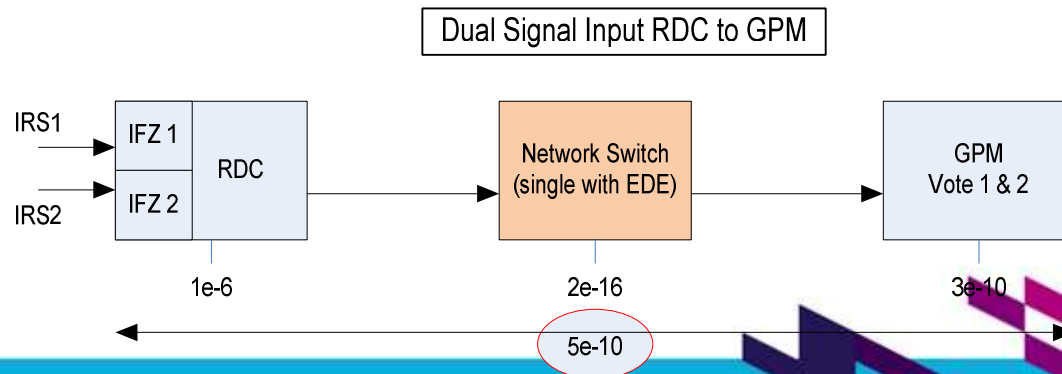 Dual Signal Input RDC to GPM
IRS1
IFZ 1
RDC
IRS2
IFZ 2
Network Switch
(single with EDE)
GPM
Vote 1 & 2
1e-6
2e-16
3e-10
5e-10